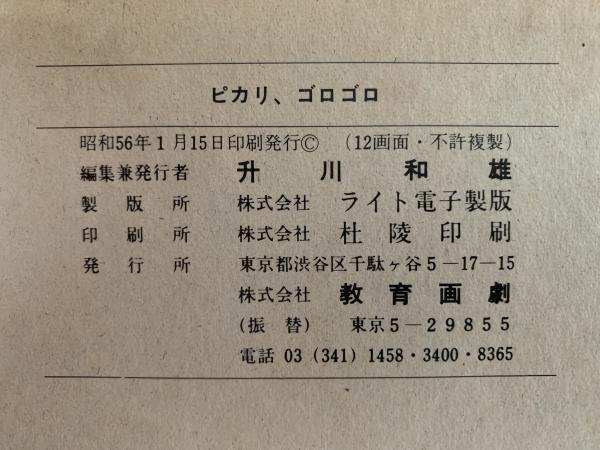 ピカリ、ゴロゴロ
昭和56年1月15日印刷発行© (12画面・不許複製)
編集兼発行者 升川和雄
製版所 株式会社 ライト電子製版
印刷所 株式会社 杜陵印刷
発行所 東京都渋谷区千駄ヶ谷5―17―15
株式会社 教育画劇
(振替) 東京5―29855
電話 03 (341) 1458・3400・8365